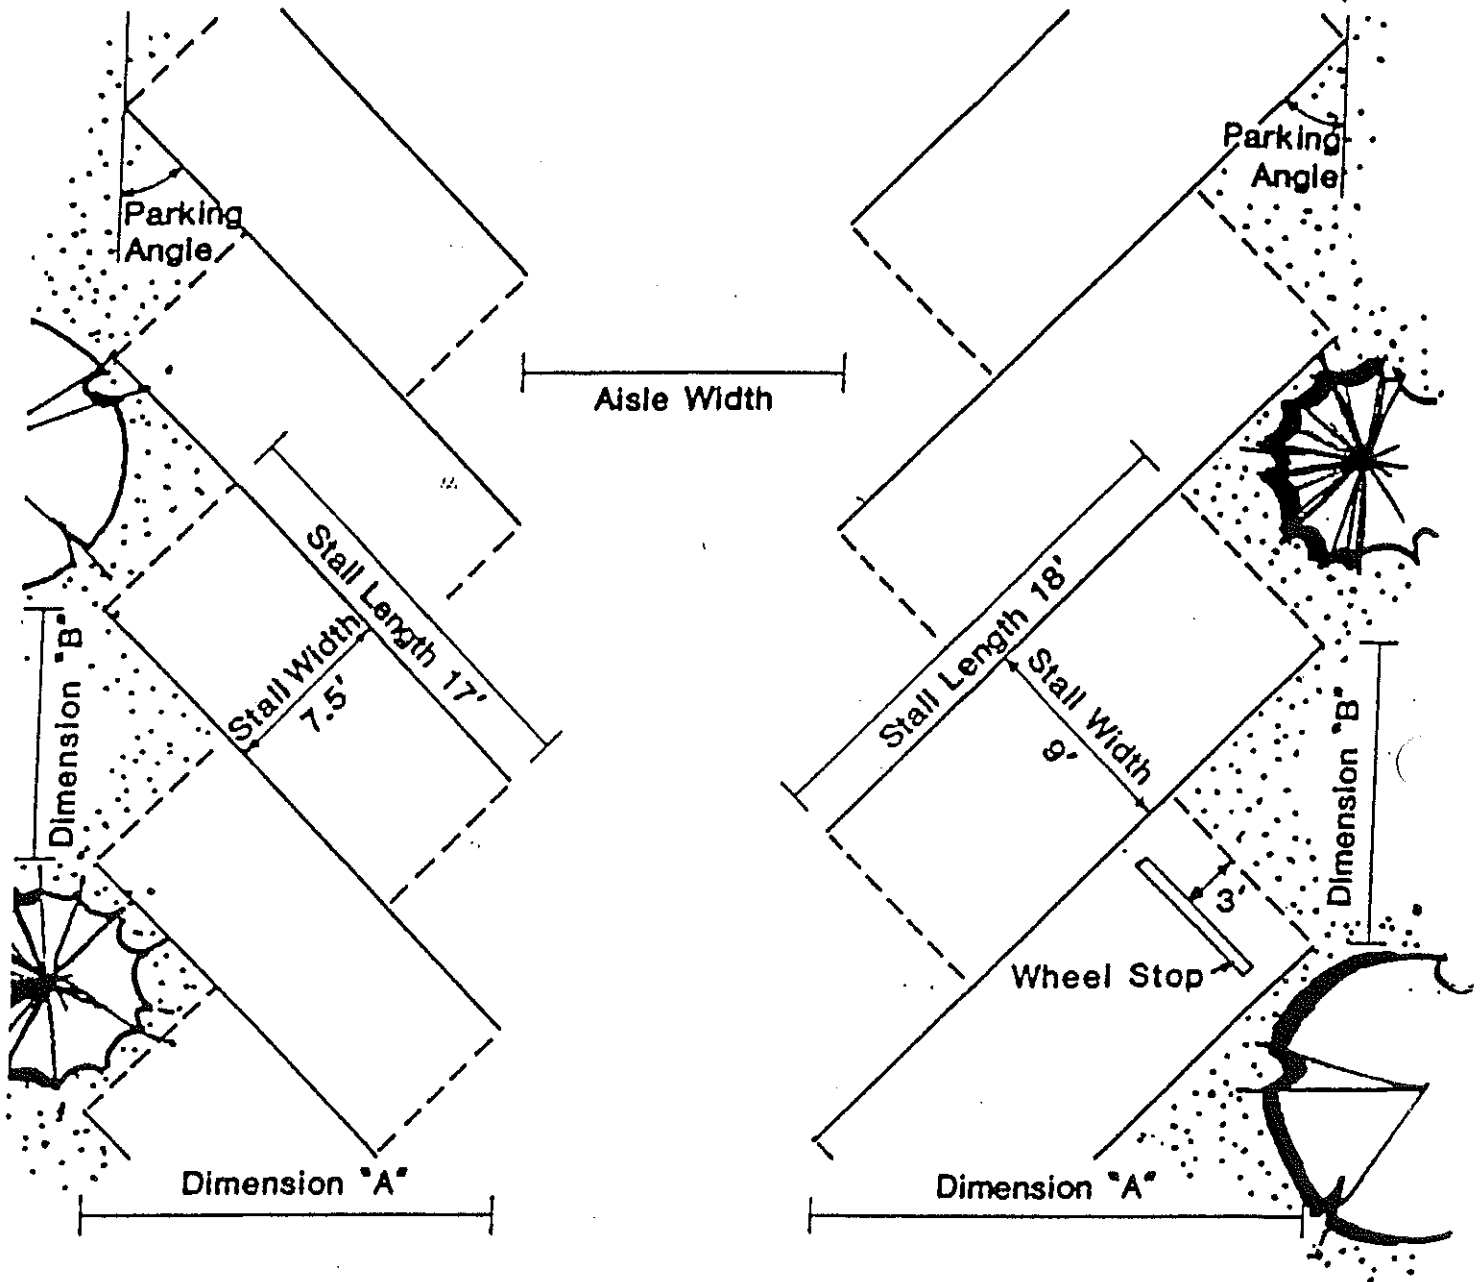 Parking
Angle
Parking
Angle
Aisle Width
Stall Length 17'
Stall Width
7.5'
Stall Length 18'
Stall Width
9'
Dimension "B"
Dimension "B"
3'
Wheel Stop
Dimension "A"
Dimension "A"